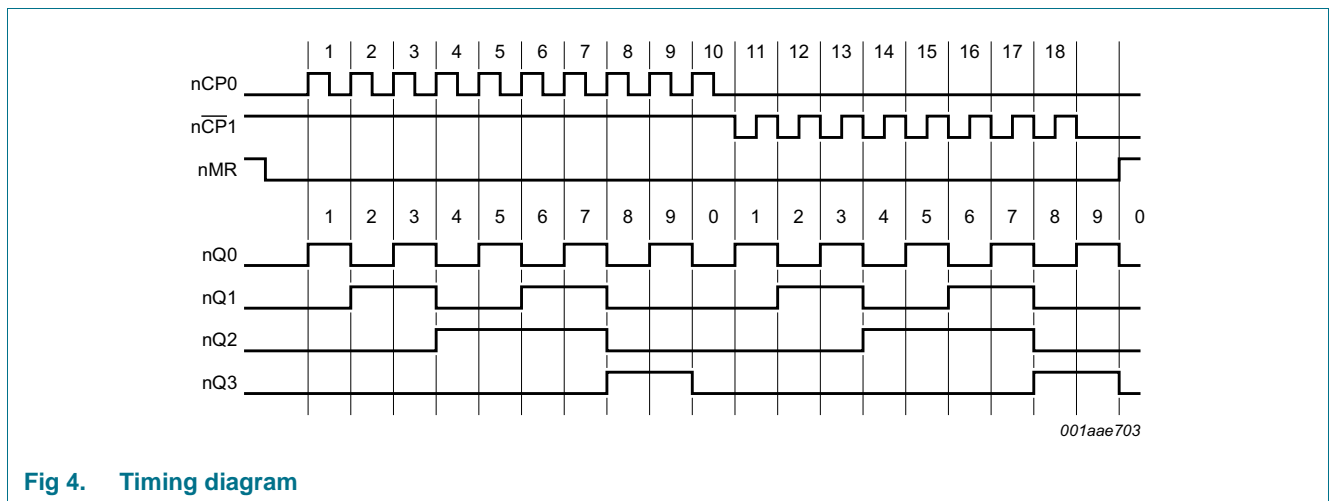 1 2 3 4 5 6 7 8 9 10 11 12 13 14 15 16 17 18
nCP0
nC̅P̅1
nMR
1 2 3 4 5 6 7 8 9 0 1 2 3 4 5 6 7 8 9 0
nQ0
nQ1
nQ2
nQ3
001aae703
Fig 4. Timing diagram